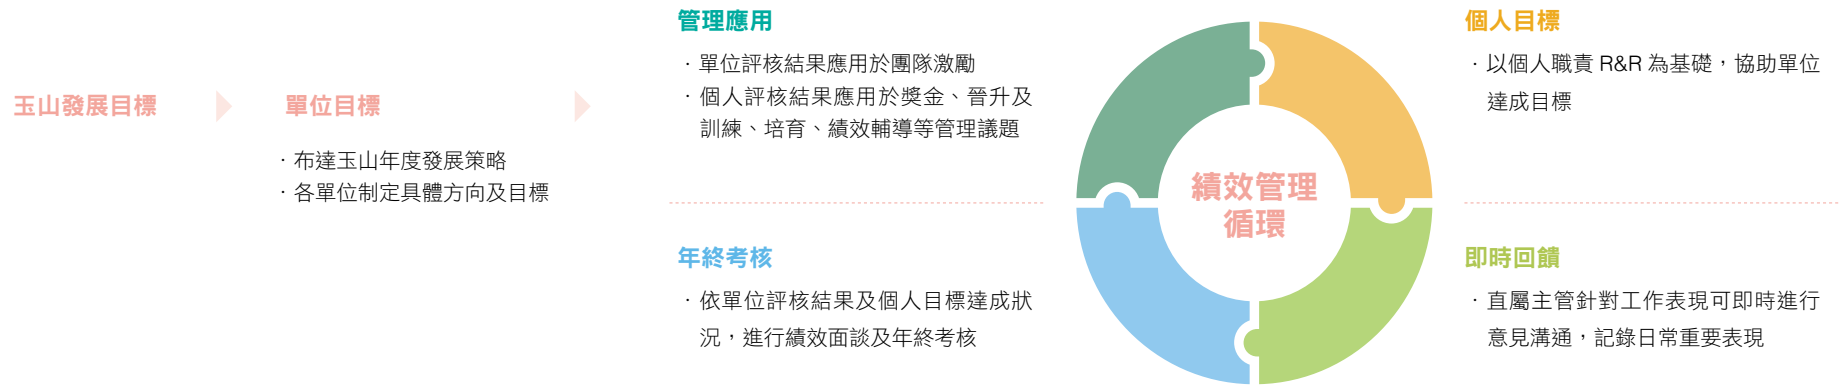 玉山發展目標
單位目標
· 布達玉山年度發展策略
· 各單位制定具體方向及目標
管理應用
· 單位評核結果應用於團隊激勵
· 個人評核結果應用於獎金、晉升及
訓練、培育、績效輔導等管理議題
年終考核
· 依單位評核結果及個人目標達成狀
況，進行績效面談及年終考核
績效管理
循環
個人目標
· 以個人職責 R&R 為基礎，協助單位
達成目標
即時回饋
· 直屬主管針對工作表現可即時進行
意見溝通，記錄日常重要表現